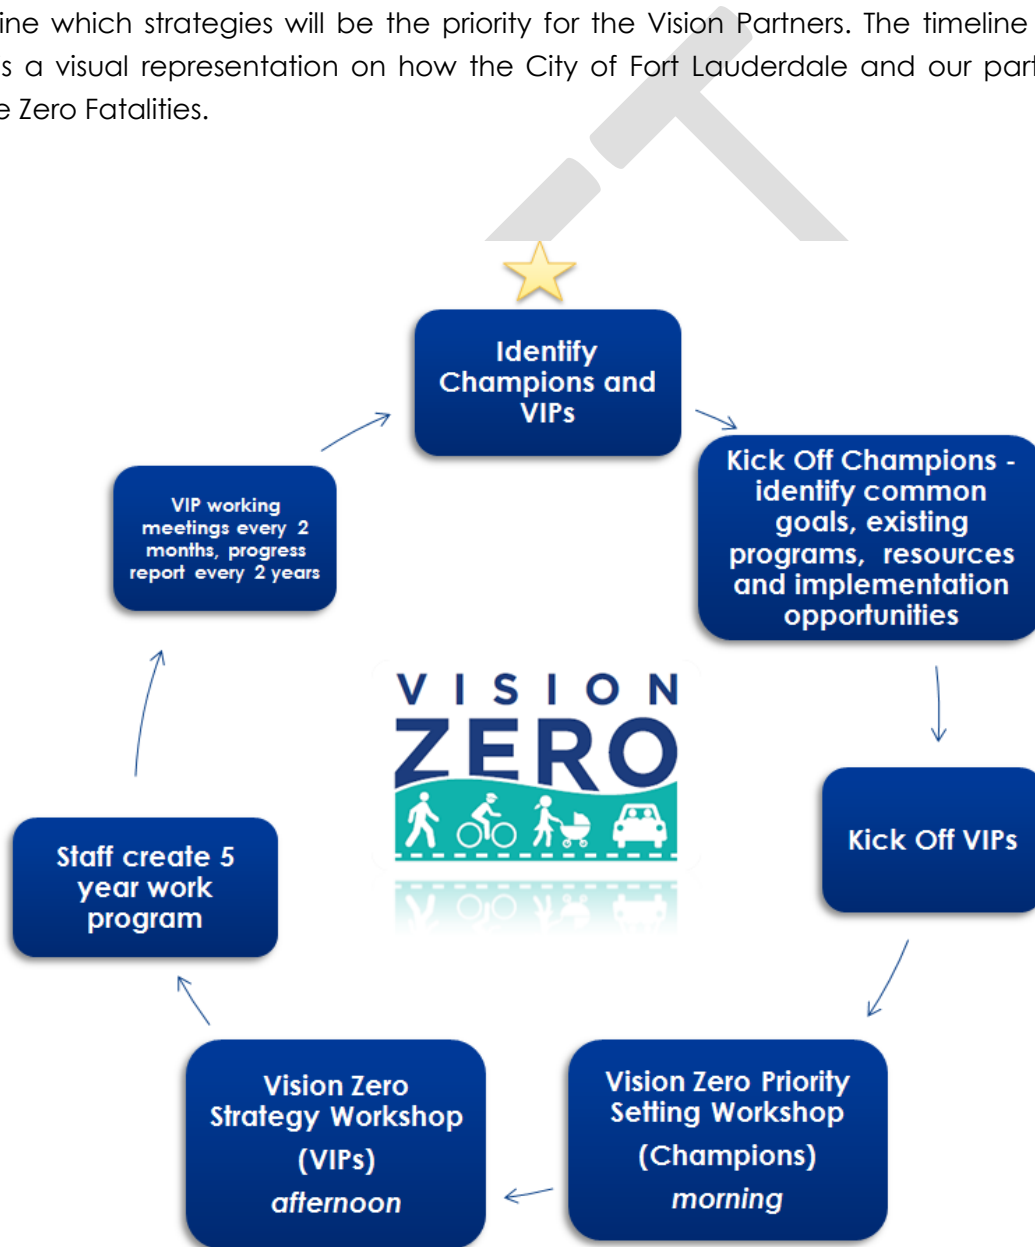 ine which strategies will be the priority for the Vision Partners. The timeline
s a visual representation on how the City of Fort Lauderdale and our part
e Zero Fatalities.
Identify
Champions and
VIPs
Kick Off Champions -
identify common
goals, existing
programs, resources
and implementation
opportunities
Kick Off VIPs
Vision Zero Priority
Setting Workshop
(Champions)
morning
Vision Zero
Strategy Workshop
(VIPs)
afternoon
Staff create 5
year work
program
VIP working
meetings every 2
months, progress
report every 2 years
VISION
ZERO